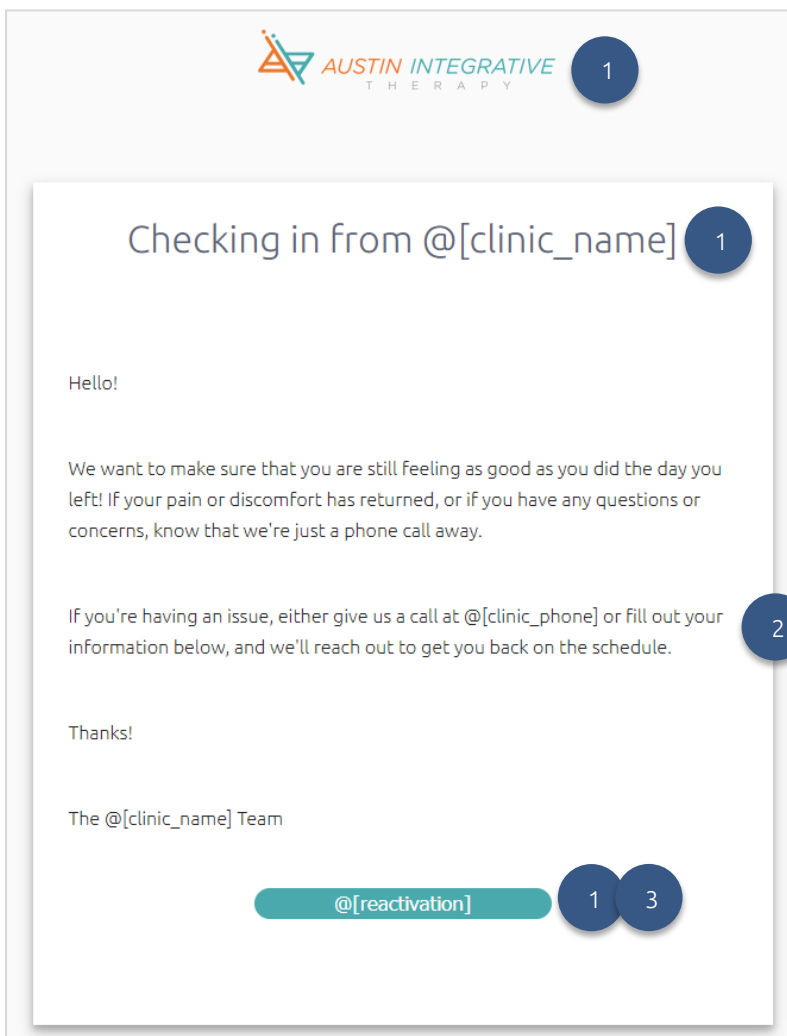 AUSTIN INTEGRATIVE 1
THERAPY
Checking in from @[clinic_name] 1
Hello!
We want to make sure that you are still feeling as good as you did the day you
left! If your pain or discomfort has returned, or if you have any questions or
concerns, know that we're just a phone call away.
If you're having an issue, either give us a call at @[clinic_phone] or fill out your 2
information below, and we'll reach out to get you back on the schedule.
Thanks!
The @[clinic_name] Team
@[reactivation] 1 3